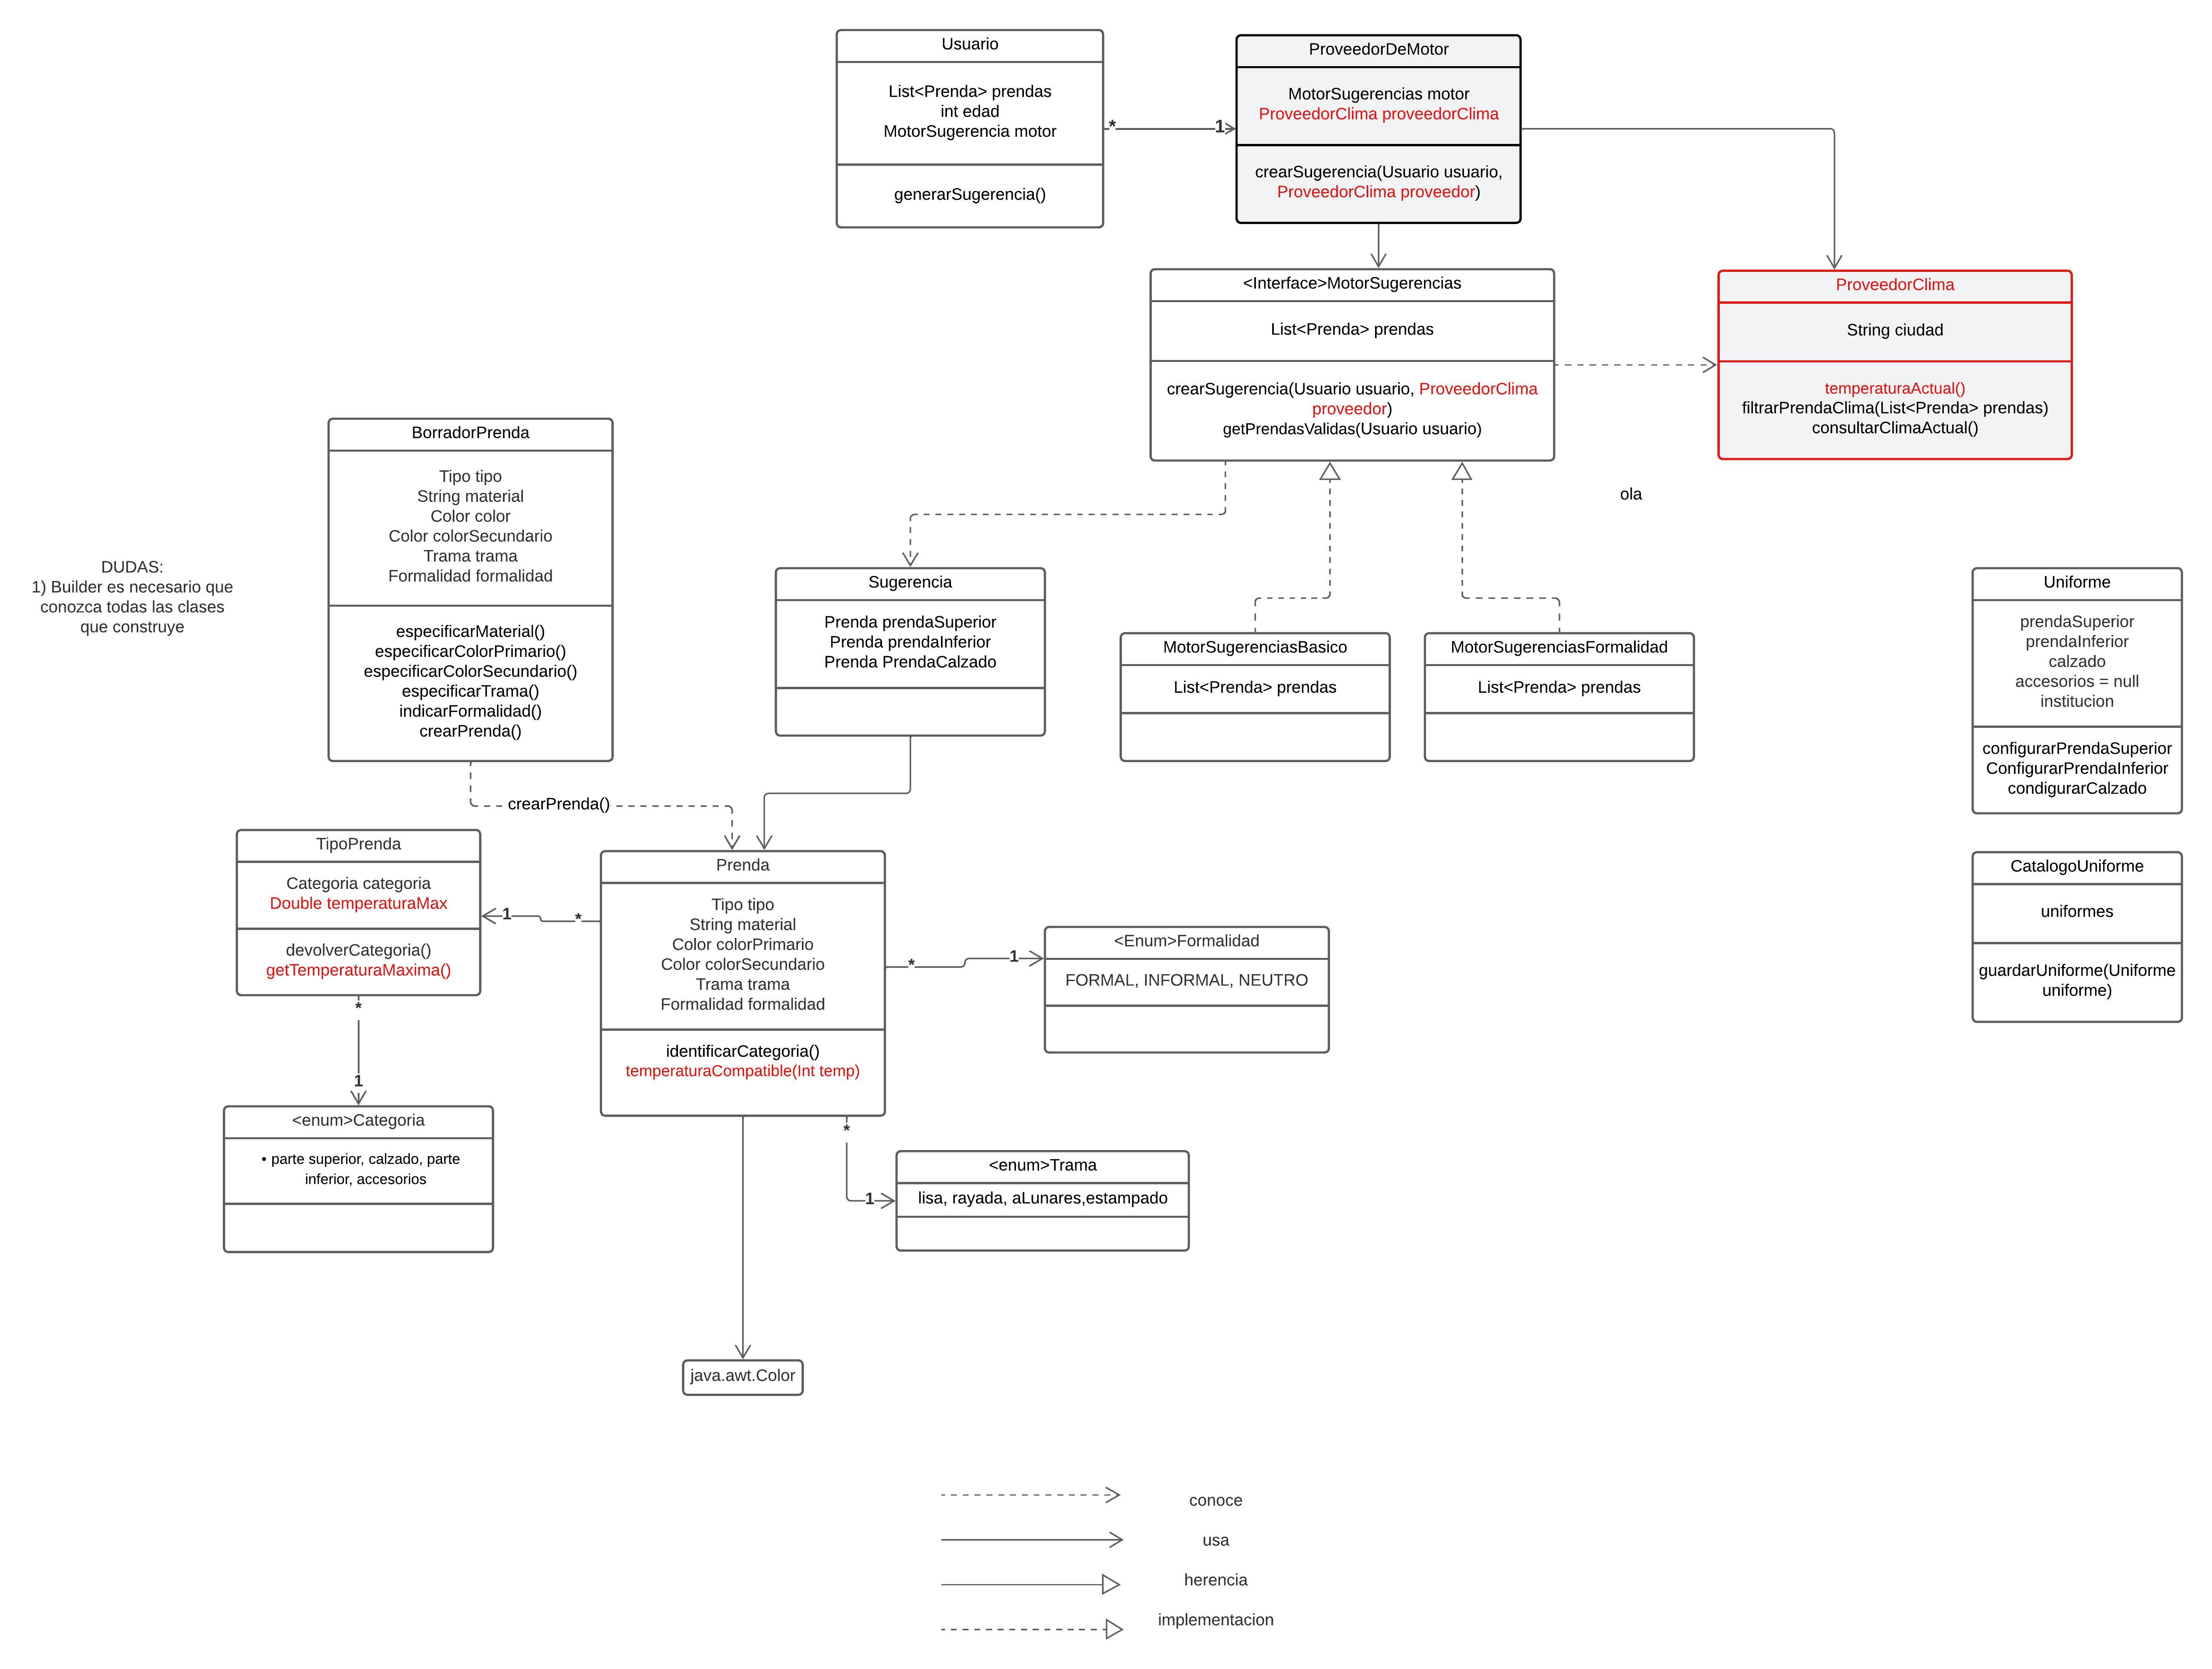 Usuario
List<Prenda> prendas
int edad
MotorSugerencia motor
generarSugerencia()
*
1
ProveedorDeMotor
MotorSugerencias motor
ProveedorClima proveedorClima
crearSugerencia(Usuario usuario,
ProveedorClima proveedor)
<Interface>MotorSugerencias
List<Prenda> prendas
crearSugerencia(Usuario usuario, ProveedorClima
proveedor)
getPrendasValidas(Usuario usuario)
ProveedorClima
String ciudad
temperaturaActual()
filtrarPrendaClima(List<Prenda> prendas)
consultarClimaActual()
ola
BorradorPrenda
Tipo tipo
String material
Color color
Color colorSecundario
Trama trama
Formalidad formalidad
especificarMaterial()
especificarColorPrimario()
especificarColorSecundario()
especificarTrama()
indicarFormalidad()
crearPrenda()
DUDAS:
1) Builder es necesario que
conozca todas las clases
que construye
Sugerencia
Prenda prendaSuperior
Prenda prendaInferior
Prenda PrendaCalzado
MotorSugerenciasBasico
List<Prenda> prendas
MotorSugerenciasFormalidad
List<Prenda> prendas
Uniforme
prendaSuperior
prendaInferior
calzado
accesorios = null
institucion
configurarPrendaSuperior
ConfigurarPrendaInferior
condigurarCalzado
crearPrenda()
TipoPrenda
Categoria categoria
Double temperaturaMax
devolverCategoria()
getTemperaturaMaxima()
1
*
Prenda
Tipo tipo
String material
Color colorPrimario
Color colorSecundario
Trama trama
Formalidad formalidad
identificarCategoria()
temperaturaCompatible(Int temp)
*
1
<Enum>Formalidad
FORMAL, INFORMAL, NEUTRO
CatalogoUniforme
uniformes
guardarUniforme(Uniforme
uniforme)
*
1
<enum>Categoria
• parte superior, calzado, parte
inferior, accesorios
*
1
<enum>Trama
lisa, rayada, aLunares,estampado
java.awt.Color
conoce
usa
herencia
implementacion